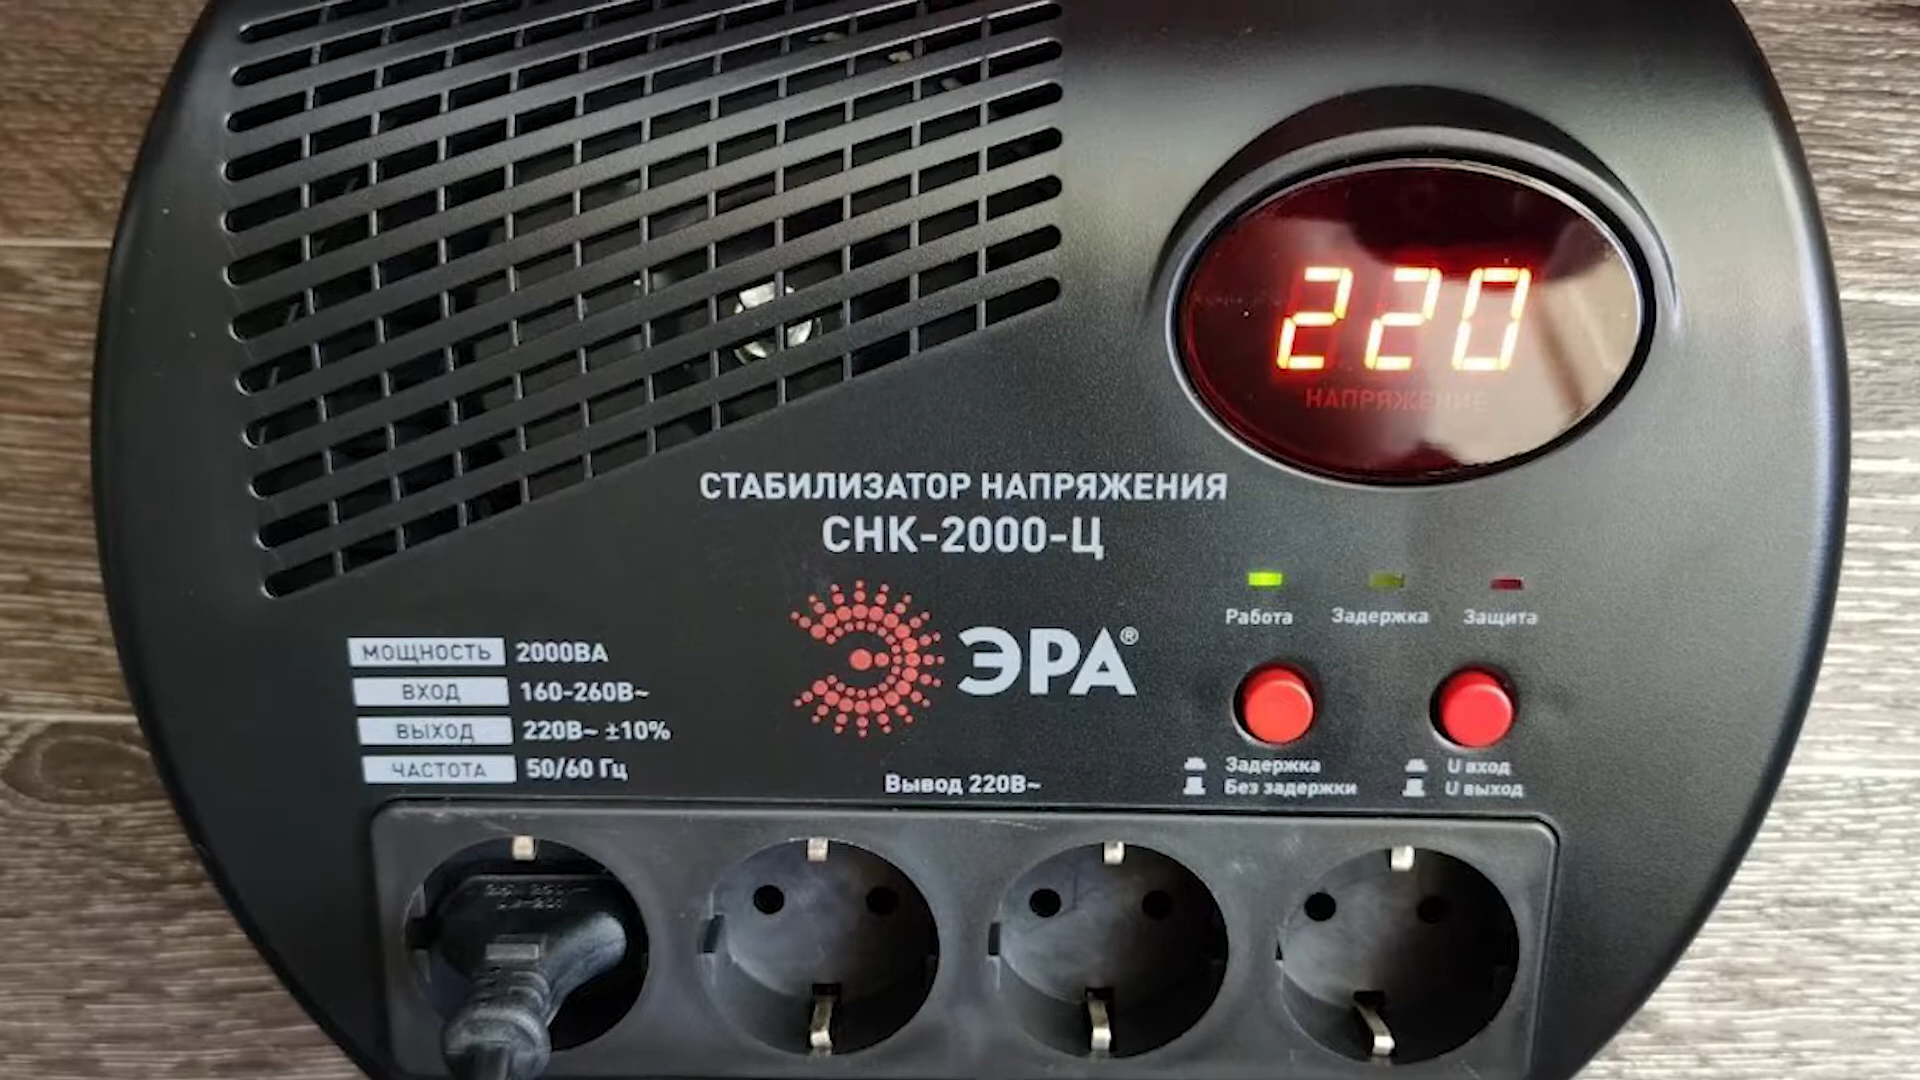 220
НАПРЯЖЕНИЕ
СТАБИЛИЗАТОР НАПРЯЖЕНИЯ
СНК-2000-Ц
Работа Задержка Защита
ЭРА®
МОЩНОСТЬ 2000ВА
ВХОД 160-260В~
ВЫХОД 220В~ ±10%
ЧАСТОТА 50/60 Гц
Вывод 220В~
Задержка
Без задержки
U вход
U выход